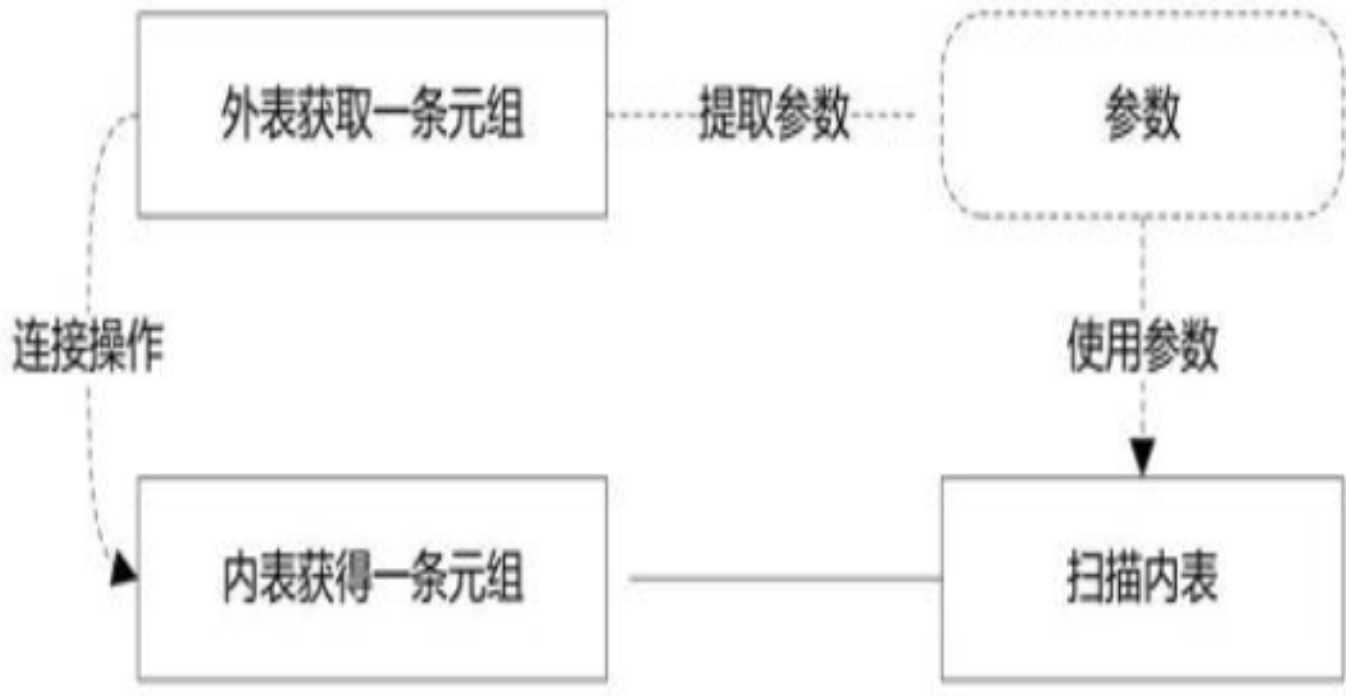 外表获取一条元组
提取参数
参数
连接操作
使用参数
内表获得一条元组
扫描内表